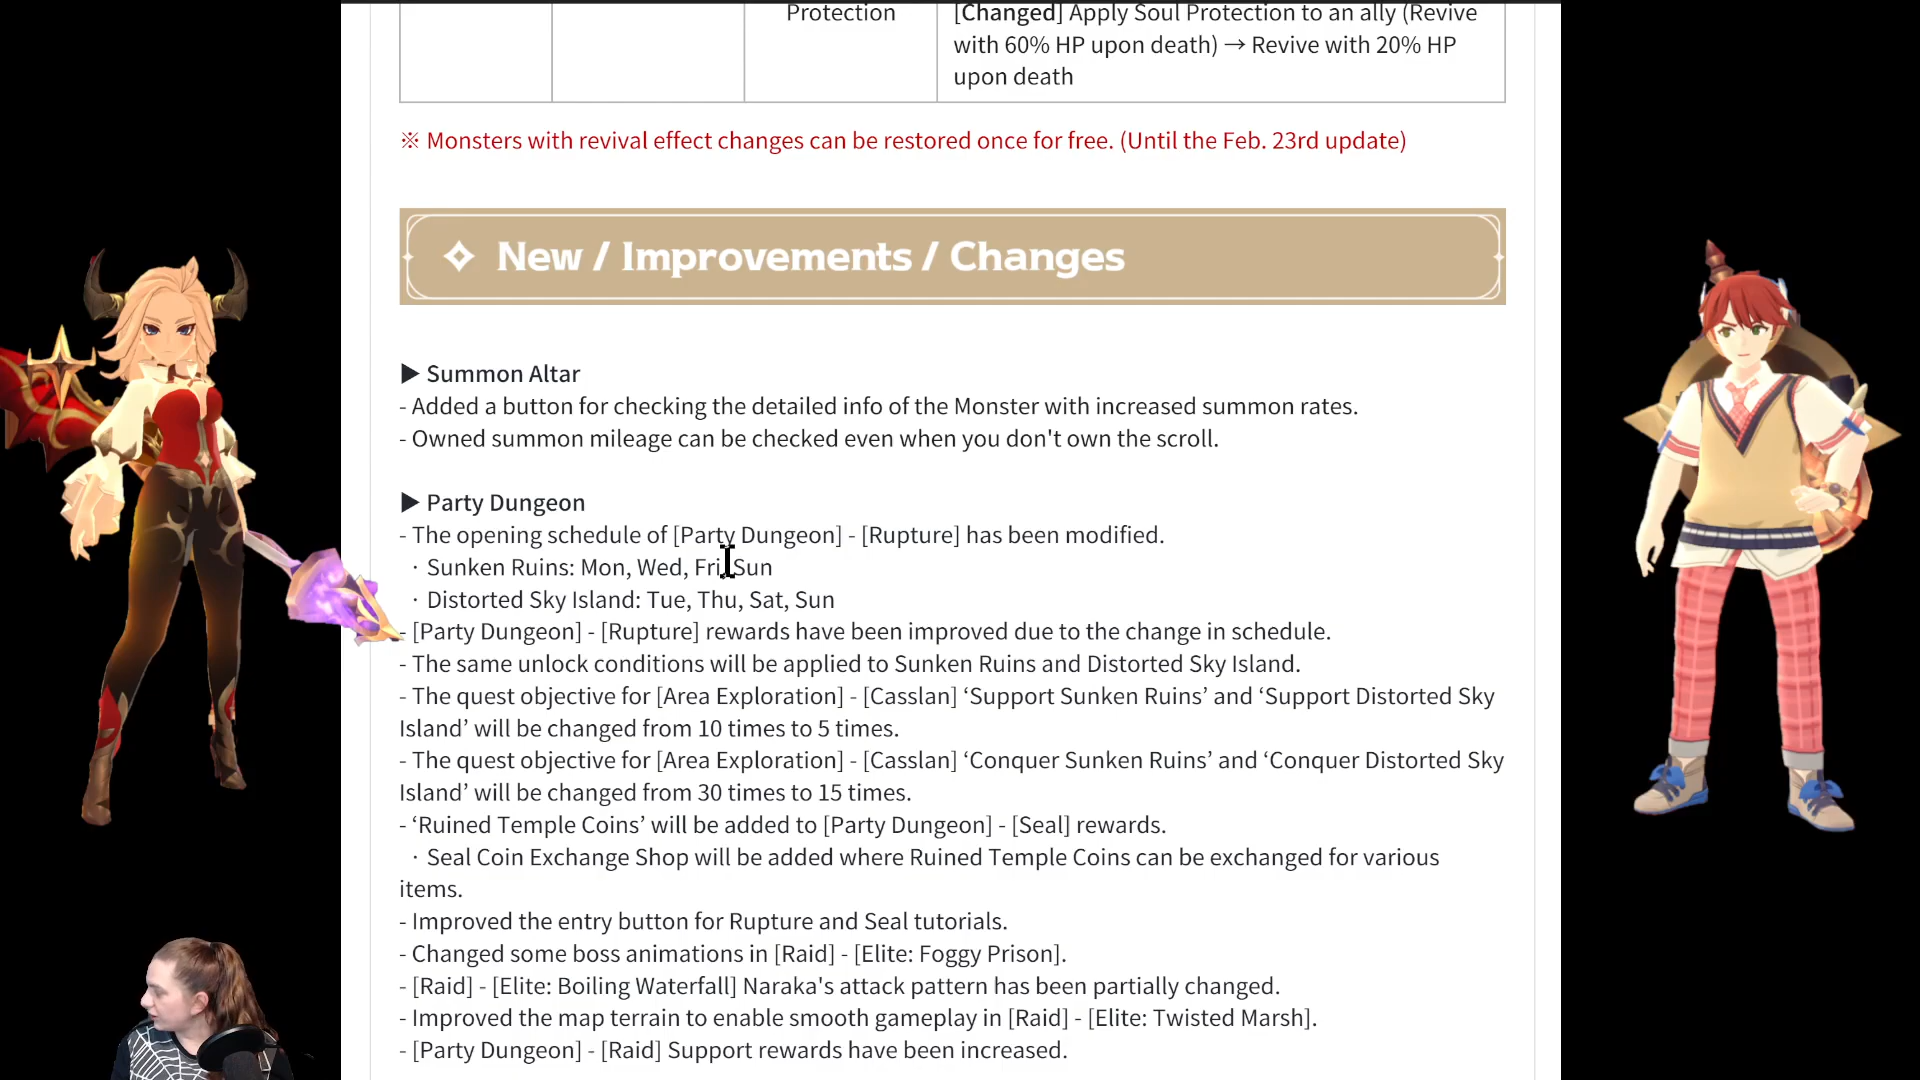 Protection
[Changed] Apply Soul Protection to an ally (Revive
with 60% HP upon death) → Revive with 20% HP
upon death
※ Monsters with revival effect changes can be restored once for free. (Until the Feb. 23rd update)
New / Improvements / Changes
▶ Summon Altar
- Added a button for checking the detailed info of the Monster with increased summon rates.
- Owned summon mileage can be checked even when you don't own the scroll.
▶ Party Dungeon
- The opening schedule of [Party Dungeon] - [Rupture] has been modified.
· Sunken Ruins: Mon, Wed, Fri, Sun
· Distorted Sky Island: Tue, Thu, Sat, Sun
- [Party Dungeon] - [Rupture] rewards have been improved due to the change in schedule.
- The same unlock conditions will be applied to Sunken Ruins and Distorted Sky Island.
- The quest objective for [Area Exploration] - [Casslan] ‘Support Sunken Ruins’ and ‘Support Distorted Sky
Island’ will be changed from 10 times to 5 times.
- The quest objective for [Area Exploration] - [Casslan] ‘Conquer Sunken Ruins’ and ‘Conquer Distorted Sky
Island’ will be changed from 30 times to 15 times.
- ‘Ruined Temple Coins’ will be added to [Party Dungeon] - [Seal] rewards.
· Seal Coin Exchange Shop will be added where Ruined Temple Coins can be exchanged for various
items.
- Improved the entry button for Rupture and Seal tutorials.
- Changed some boss animations in [Raid] - [Elite: Foggy Prison].
- [Raid] - [Elite: Boiling Waterfall] Naraka's attack pattern has been partially changed.
- Improved the map terrain to enable smooth gameplay in [Raid] - [Elite: Twisted Marsh].
- [Party Dungeon] - [Raid] Support rewards have been increased.